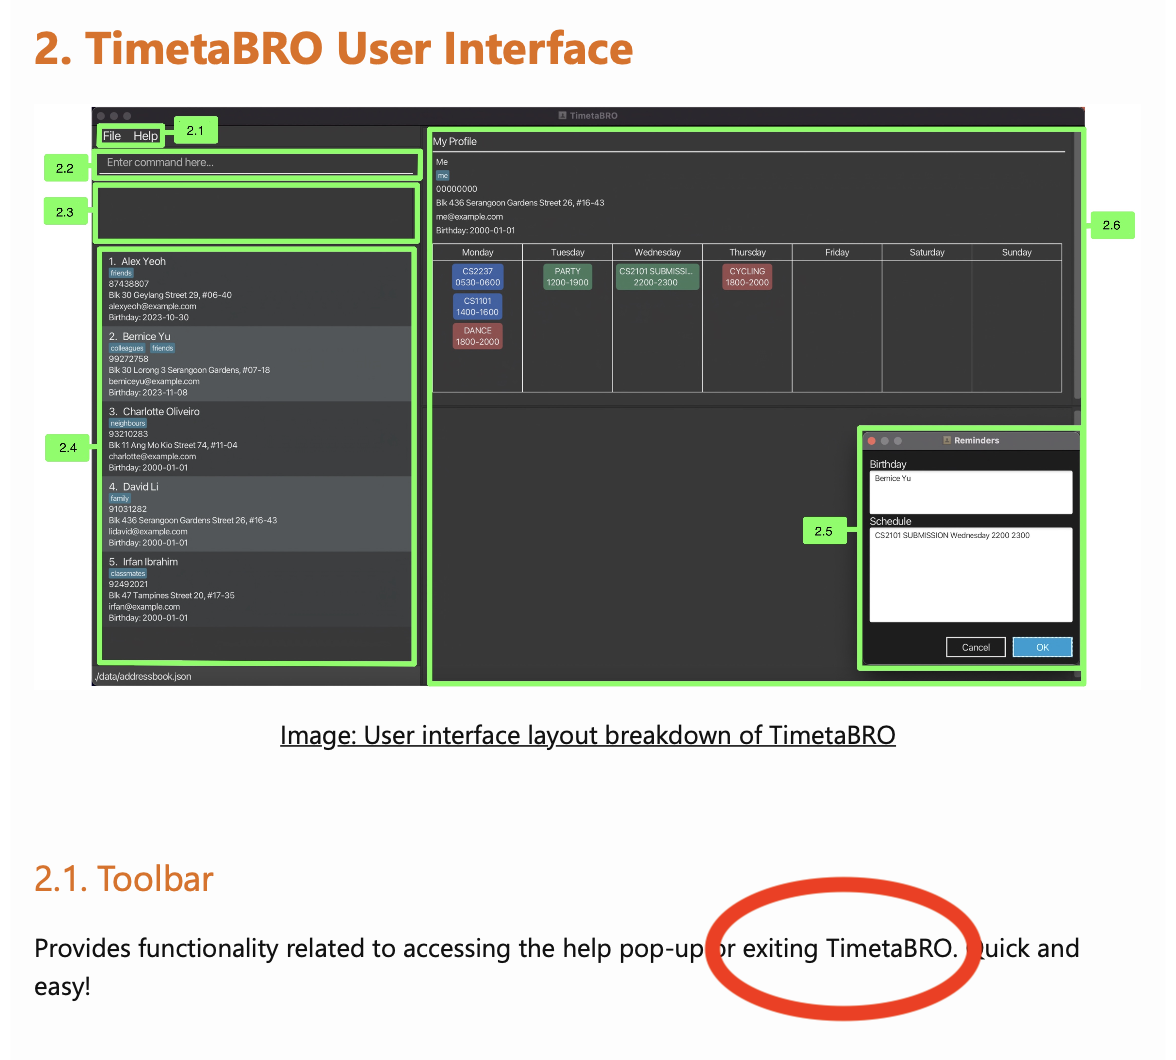 2. TimetaBRO User Interface
TimetaBRO
File Help
2.1
2.2
Enter command here...
2.3
2.4
1. Alex Yeoh
friends
87438807
Blk 30 Geylang Street 29, #06-40
alexyeoh@example.com
Birthday: 2023-10-30
2. Bernice Yu
colleagues friends
99272758
Blk 30 Lorong 3 Serangoon Gardens, #07-18
berniceyu@example.com
Birthday: 2023-11-08
3. Charlotte Oliveiro
neighbours
93210283
Blk 11 Ang Mo Kio Street 74, #11-04
charlotte@example.com
Birthday: 2000-01-01
4. David Li
family
91031282
Blk 436 Serangoon Gardens Street 26, #16-43
lidavid@example.com
Birthday: 2000-01-01
5. Irfan Ibrahim
classmates
92492021
Blk 47 Tampines Street 20, #17-35
irfan@example.com
Birthday: 2000-01-01
./data/addressbook.json
My Profile
Me
me
00000000
Blk 436 Serangoon Gardens Street 26, #16-43
me@example.com
Birthday: 2000-01-01
2.6
Monday Tuesday Wednesday Thursday Friday Saturday Sunday
CS2237 PARTY CS2101 SUBMISSI... CYCLING
0530-0600 1200-1900 2200-2300 1800-2000
CS1101
1400-1600
DANCE
1800-2000
2.5
Reminders
Birthday
Bernice Yu
Schedule
CS2101 SUBMISSION Wednesday 2200 2300
Cancel OK
Image: User interface layout breakdown of TimetaBRO
2.1. Toolbar
Provides functionality related to accessing the help pop-up or exiting TimetaBRO. Quick and
easy!